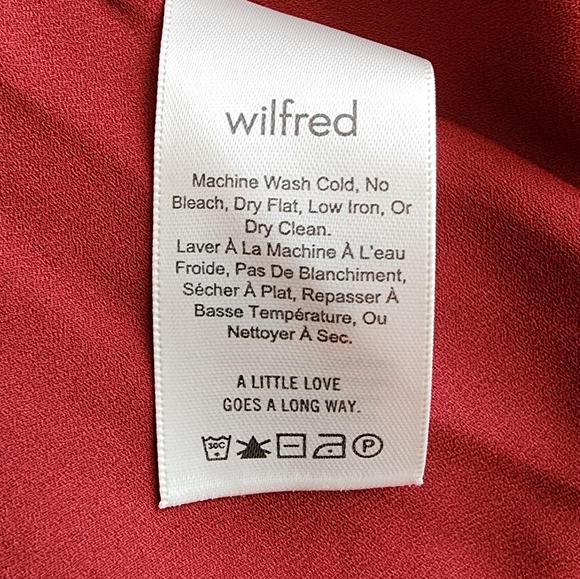 wilfred
Machine Wash Cold, No
Bleach, Dry Flat, Low Iron, Or
Dry Clean.
Laver À La Machine À L'eau
Froide, Pas De Blanchiment,
Sécher À Plat, Repasser À
Basse Température, Ou
Nettoyer À Sec.
A LITTLE LOVE
GOES A LONG WAY.
30C P